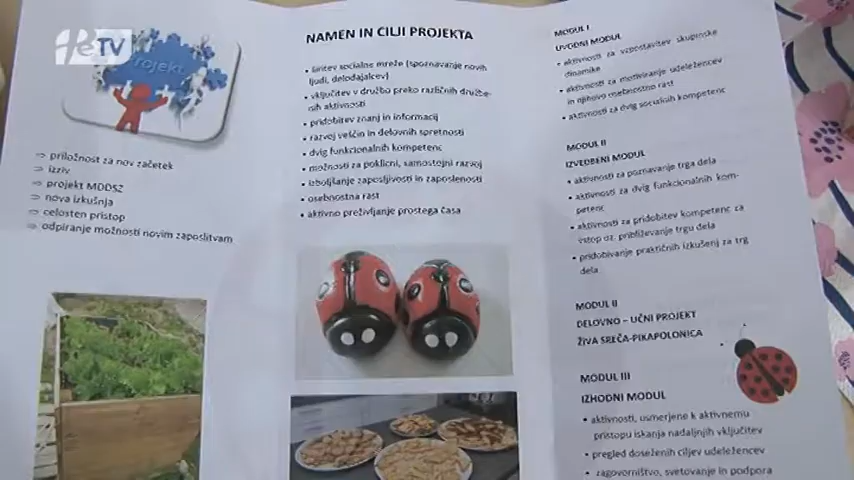 HeTV
Projekt
⇨ priložnost za nov začetek
⇨ izziv
⇨ projekt MDDSZ
⇨ nova izkušnja
⇨ celosten pristop
⇨ odpiranje možnosti novim zaposlitvam
NAMEN IN CILJI PROJEKTA
• širitev socialne mreže (spoznavanje novih
ljudi, delodajalcev)
• vključitev v družbo preko različnih družbe-
nih aktivnosti
• pridobitev znanj in informacij
• razvoj veščin in delovnih spretnosti
• dvig funkcionalnih kompetenc
• možnosti za poklicni, samostojni razvoj
• izboljšanje zaposljivosti in zaposlenosti
• osebnostna rast
• aktivno preživljanje prostega časa
MODUL I
UVODNI MODUL
• aktivnosti za vzpostavitev skupinske
dinamike
• aktivnosti za motiviranje udeležencev
in njihovo osebnostno rast
• aktivnosti za dvig socialnih kompetenc
MODUL II
IZVEDBENI MODUL
• aktivnosti za poznavanje trga dela
• aktivnosti za dvig funkcionalnih kom-
petenc
• aktivnosti za pridobitev kompetenc za
vstop oz. približevanje trgu dela
• pridobivanje praktičnih izkušenj za trg
dela
MODUL II
DELOVNO – UČNI PROJEKT
ŽIVA SREČA-PIKAPOLONICA
MODUL III
IZHODNI MODUL
• aktivnosti, usmerjene k aktivnemu
pristopu iskanja nadaljnjih vključitev
• pregled doseženih ciljev udeležencev
• zagovorništvo, svetovanje in podpora